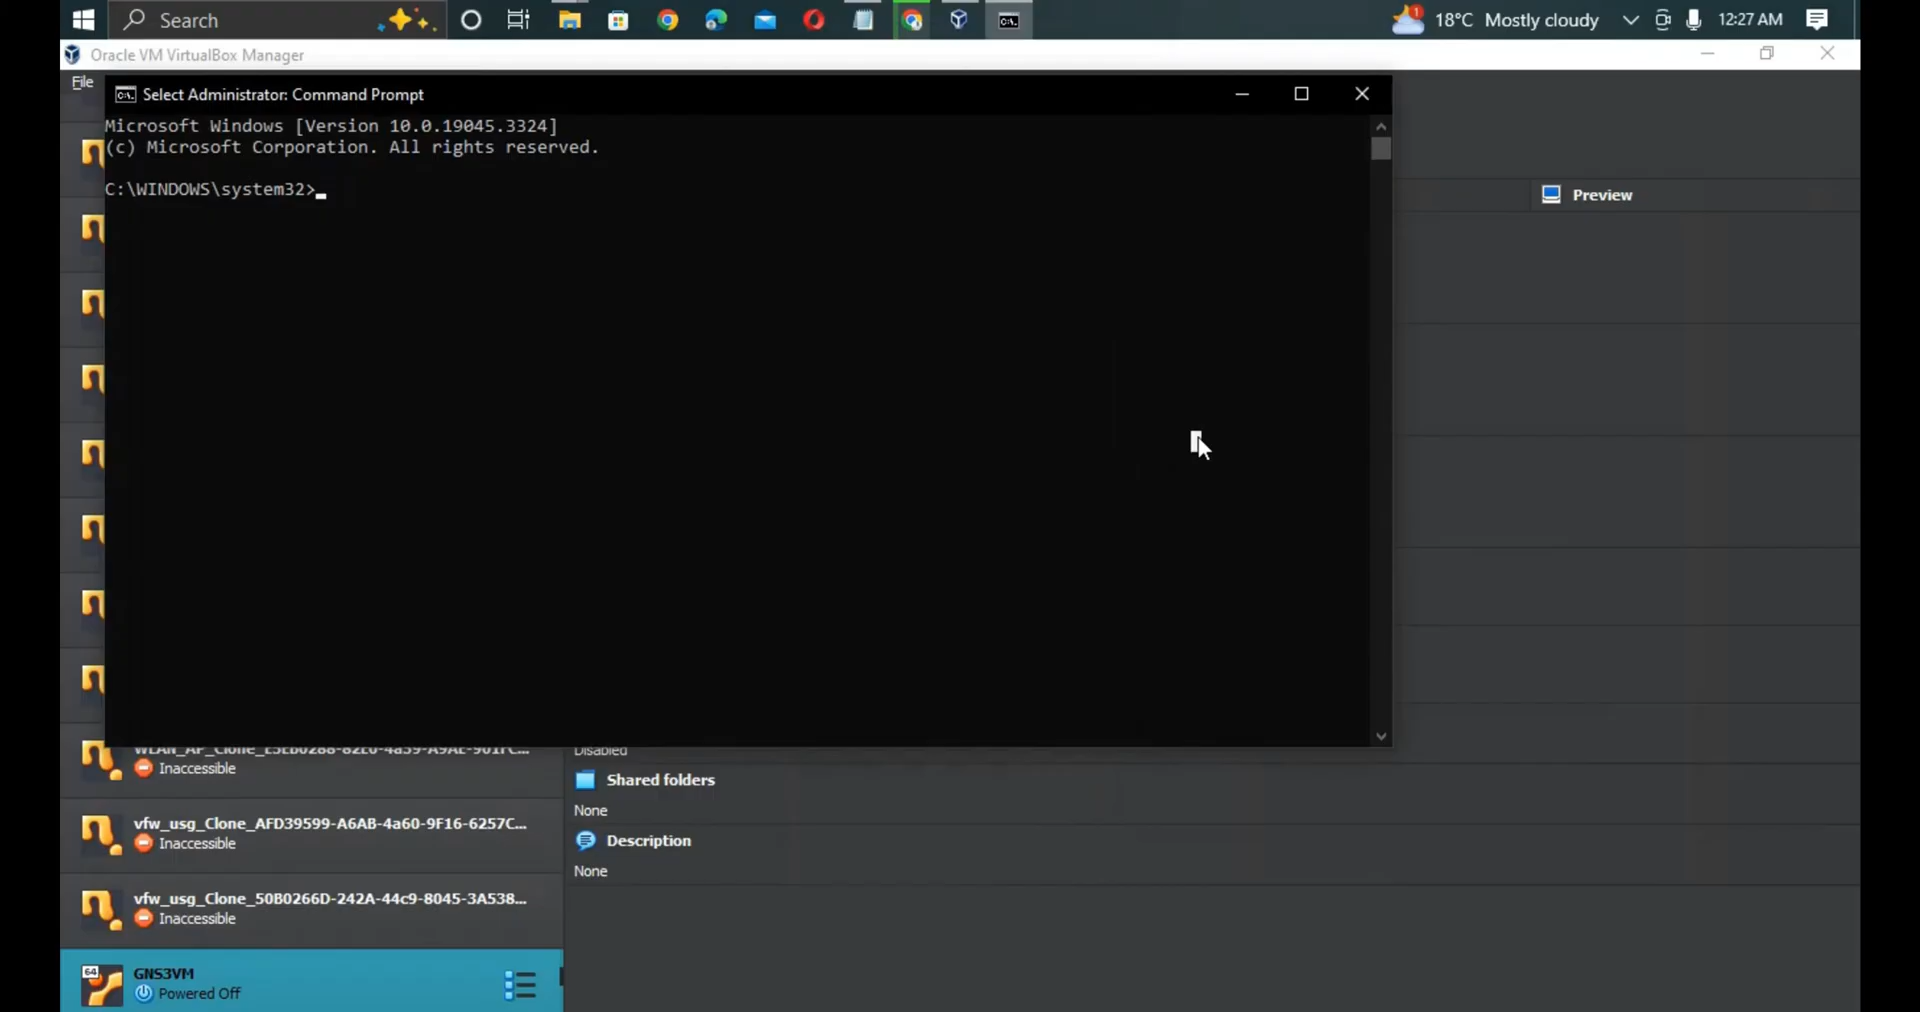 Search
18°C Mostly cloudy
12:27 AM
Oracle VM VirtualBox Manager
File
Select Administrator: Command Prompt
Microsoft Windows [Version 10.0.19045.3324]
(c) Microsoft Corporation. All rights reserved.
C:\WINDOWS\system32>
Preview
Disabled
Inaccessible
Shared folders
None
vfw_usg_Clone_AFD39599-A6AB-4a60-9F16-6257C...
Inaccessible
Description
None
vfw_usg_Clone_50B0266D-242A-44c9-8045-3A538...
Inaccessible
64
GNS3VM
Powered Off